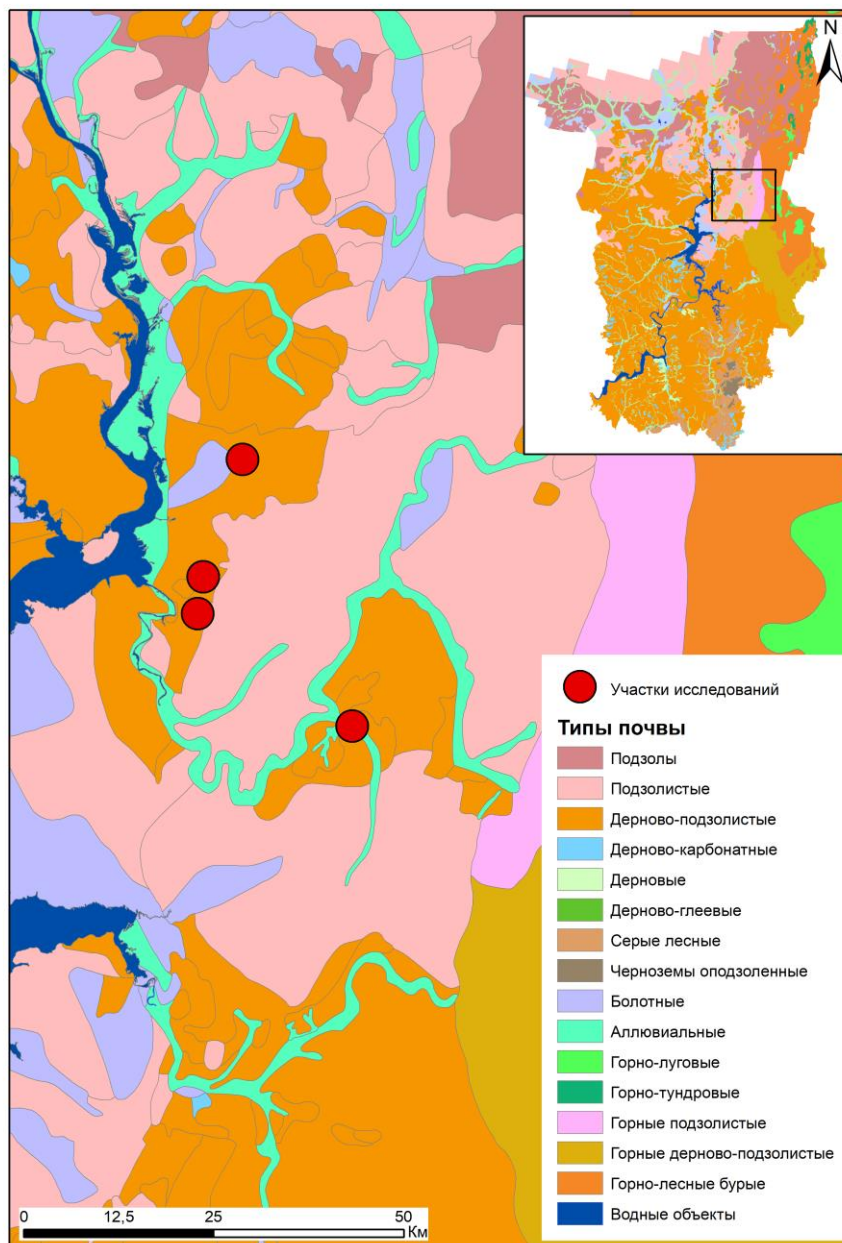 N
Участки исследований
Типы почвы
Подзолы
Подзолистые
Дерново-подзолистые
Дерново-карбонатные
Дерновые
Дерново-глеевые
Серые лесные
Черноземы оподзоленные
Болотные
Аллювиальные
Горно-луговые
Горно-тундровые
Горные подзолистые
Горные дерново-подзолистые
Горно-лесные бурые
Водные объекты
0 12,5 25 50
Км